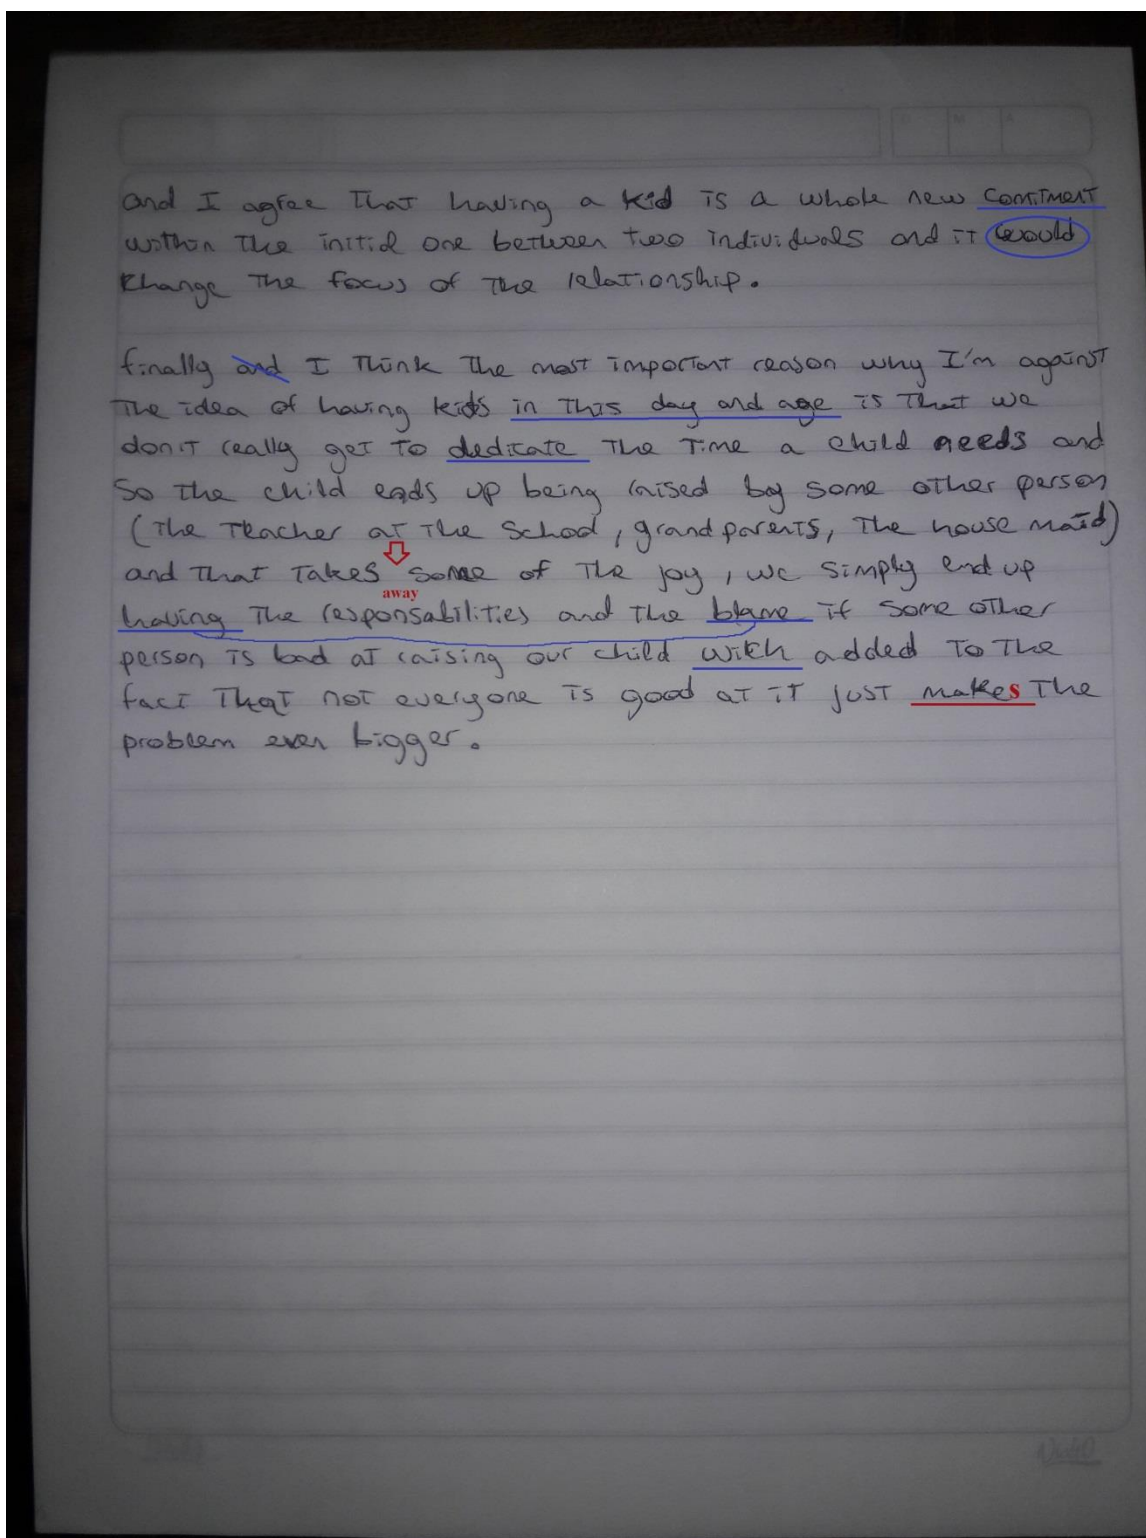 and I agree that having a kid is a whole new comitment
within the initial one between two individuals and it would
change the focus of the relationship.
finally and I think the most important reason why I'm against
the idea of having kids in this day and age is that we
don't really get to dedicate the time a child needs and
so the child ends up being raised by some other person
(the teacher at the school, grandparents, the house maid)
and that takes some of the joy, we simply end up
away
having the responsabilities and the blame if some other
person is bad at raising our child with added to the
fact that not everyone is good at it just makes the
problem even bigger.